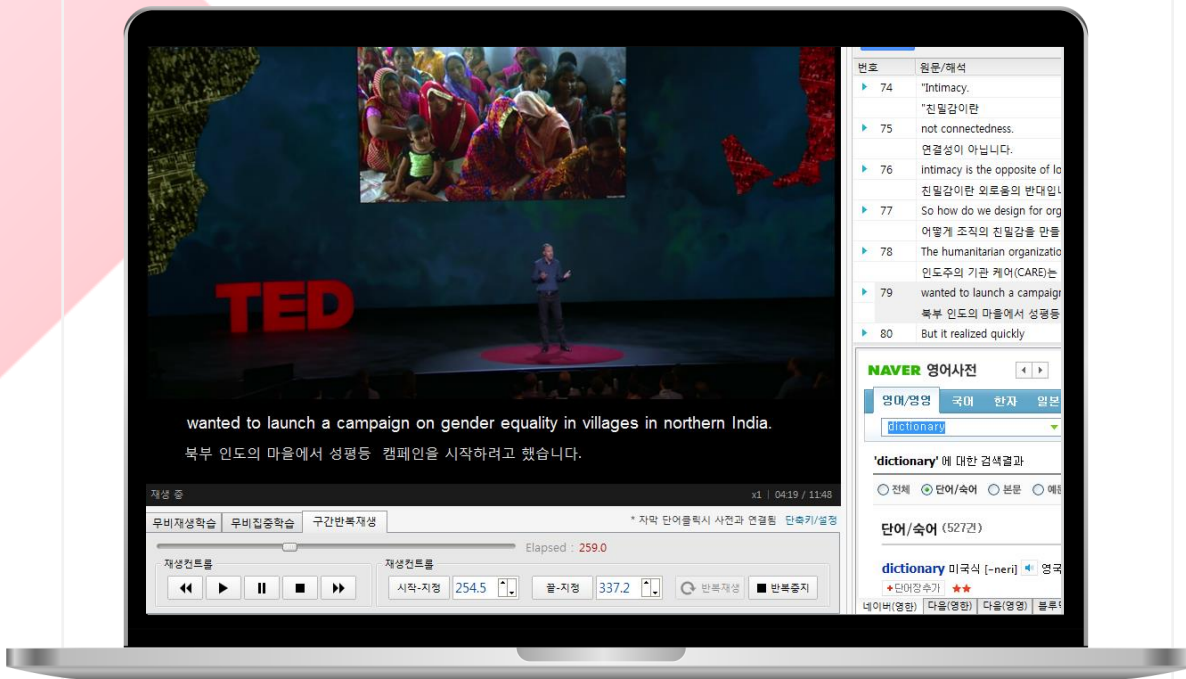 TED
wanted to launch a campaign on gender equality in villages in northern India.
북부 인도의 마을에서 성평등 캠페인을 시작하려고 했습니다.
재생 중
x1 | 04:19 / 11:48
무비재생학습 무비집중학습 구간반복재생
* 자막 단어클릭시 사전과 연결됨 단축키/설정
Elapsed : 259.0
재생컨트롤
재생컨트롤
시작-지정 254.5 끝-지정 337.2 반복재생 반복중지
번호 원문/해석
74 "Intimacy.
"친밀감이란
75 not connectedness.
연결성이 아닙니다.
76 intimacy is the opposite of lo
친밀감이란 외로움의 반대입니
77 So how do we design for org
어떻게 조직의 친밀감을 만들
78 The humanitarian organizatio
인도주의 기관 케어(CARE)는
79 wanted to launch a campaign
북부 인도의 마을에서 성평등
80 But it realized quickly
NAVER 영어사전
영어/영영 국어 한자 일본
dictionary
'dictionary' 에 대한 검색결과
전체 단어/숙어 본문 예문
단어/숙어 (527건)
dictionary 미국식 [-neri] 영국
+단어장추가 ★★
네이버(영한) 다음(영한) 다음(영영)